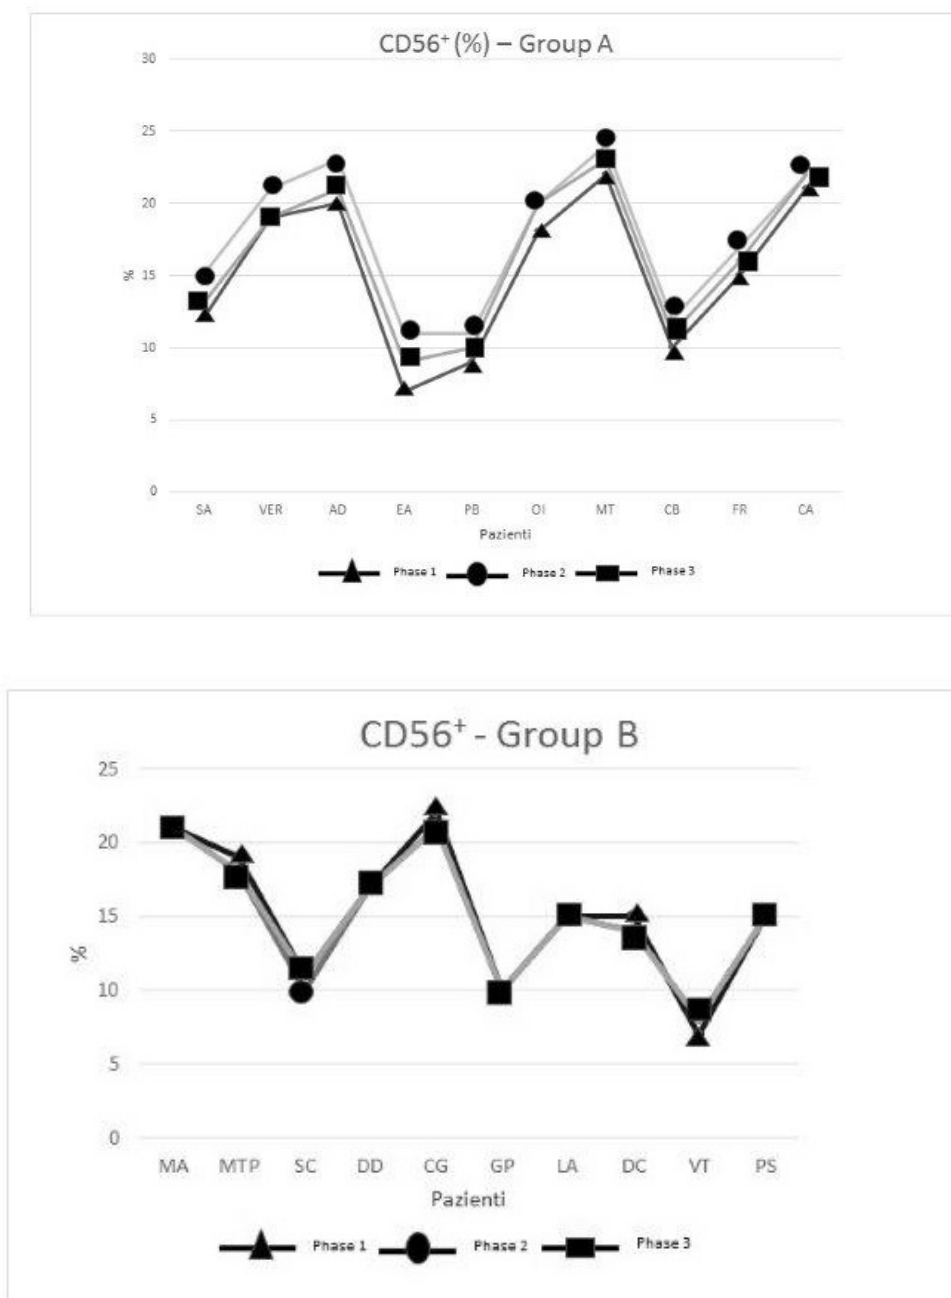 CD56⁺ (%) – Group A
30
25
20
15
10
5
0
%
SA VER AD EA PB OI MT CB FR CA
Pazienti
Phase 1 Phase 2 Phase 3
CD56⁺ - Group B
25
20
15
10
5
0
%
MA MTP SC DD CG GP LA DC VT PS
Pazienti
Phase 1 Phase 2 Phase 3